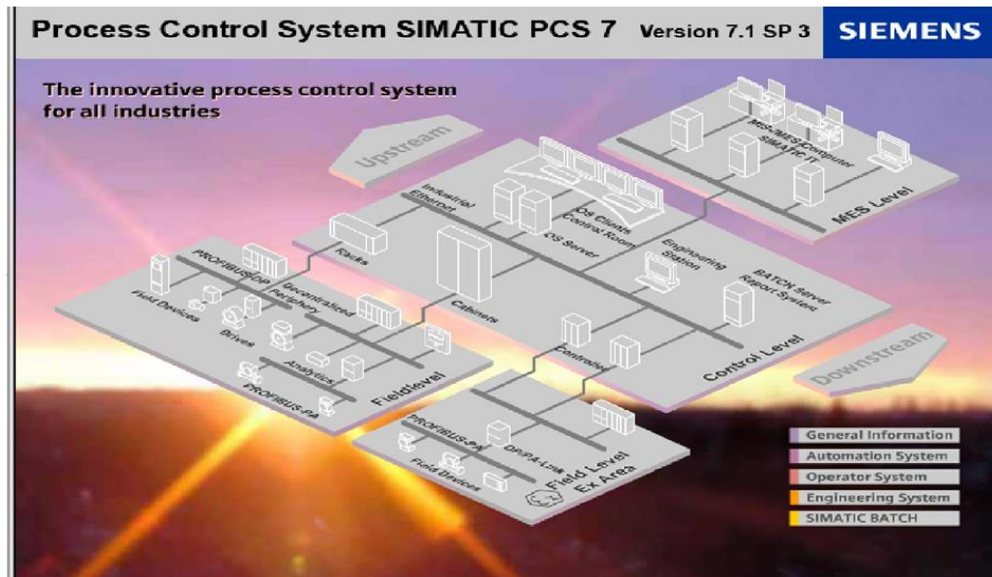 Process Control System SIMATIC PCS 7 Version 7.1 SP 3
SIEMENS
The innovative process control system
for all industries
Upstream
MIS-/MES/Computer
SIMATIC IT
MES Level
Industrial
Ethernet
OS Clients
Control Room
OS Server
Engineering
Station
BATCH Server
Report System
Racks
Cabinets
Controller
Control Level
PROFIBUS-DP
Decentralized
Periphery
Field Devices
Drives
Analytics
PROFIBUS-PA
Fieldlevel
PROFIBUS-PA
DP/PA-Link
Field Devices
Field Level
Ex Area
Downstream
General Information
Automation System
Operator System
Engineering System
SIMATIC BATCH